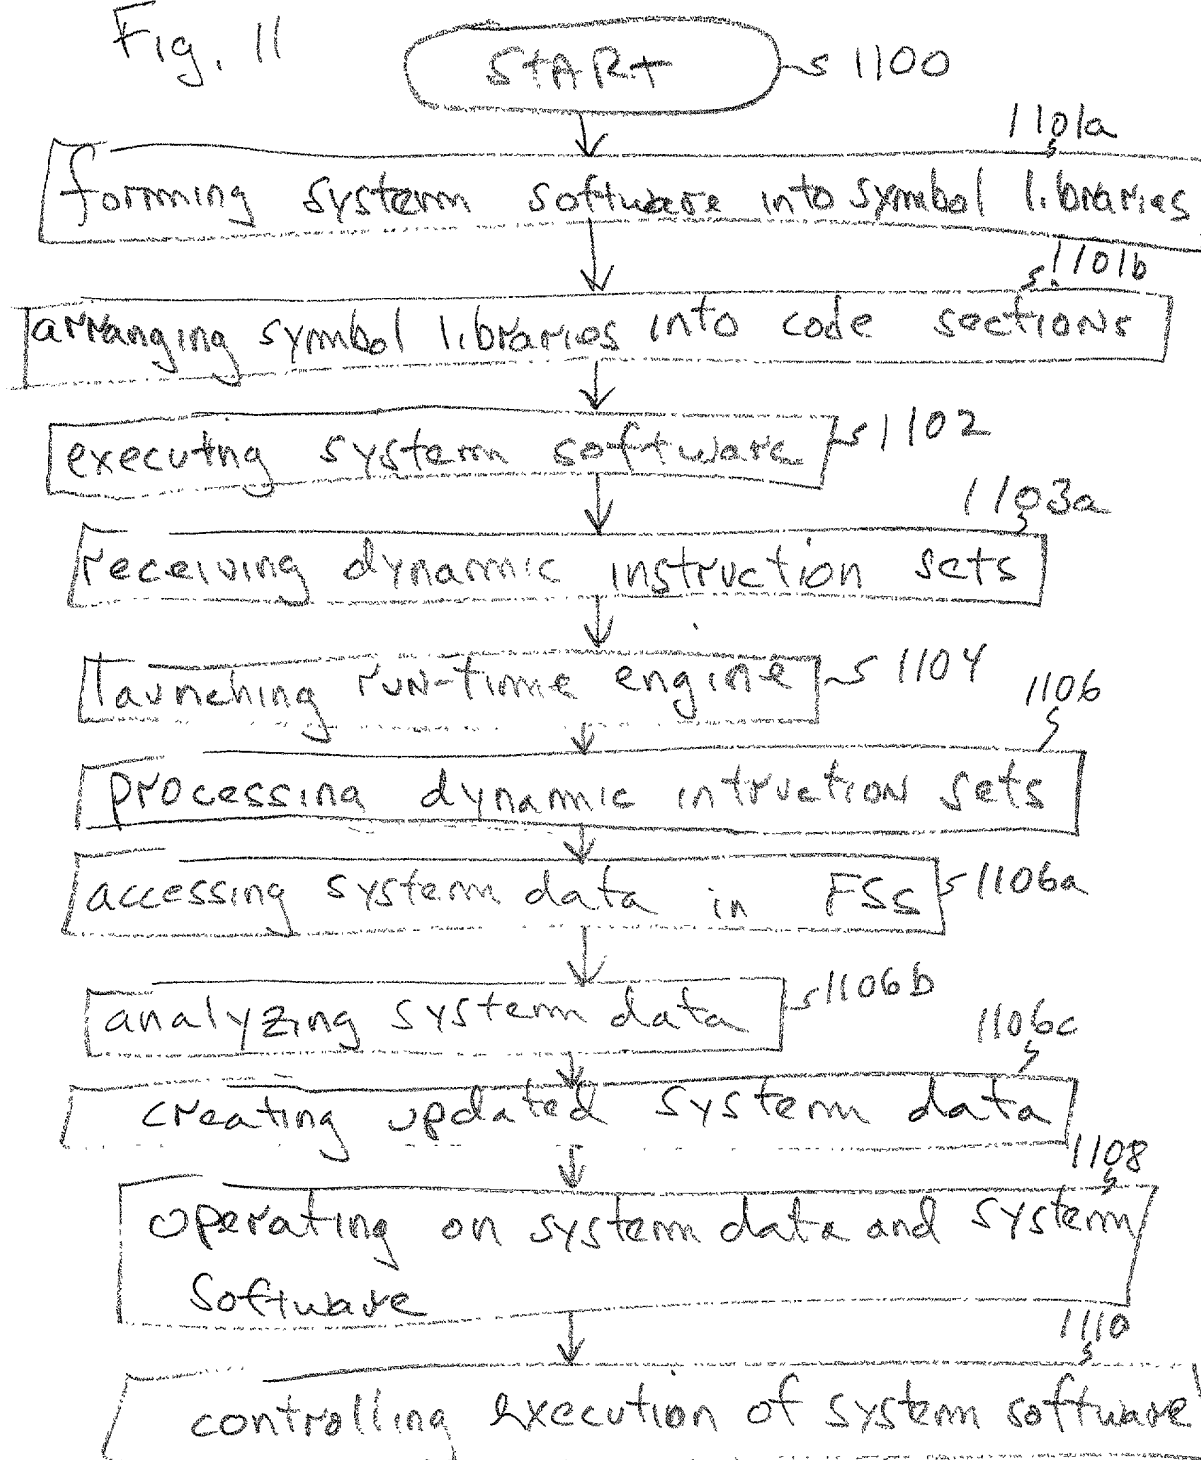 Fig. 11
START 1100
1101a
forming system software into symbol libraries
1101b
arranging symbol libraries into code sections
executng system software 1102
1103a
receiving dynamic instruction sets
launching run-time engine 1104
1106
processing dynamic intruction sets
accessing system data in FSs 1106a
analyzing system data 1106b
1106c
creating updated system data
1108
operating on system data and system
software
1110
controlling execution of system software